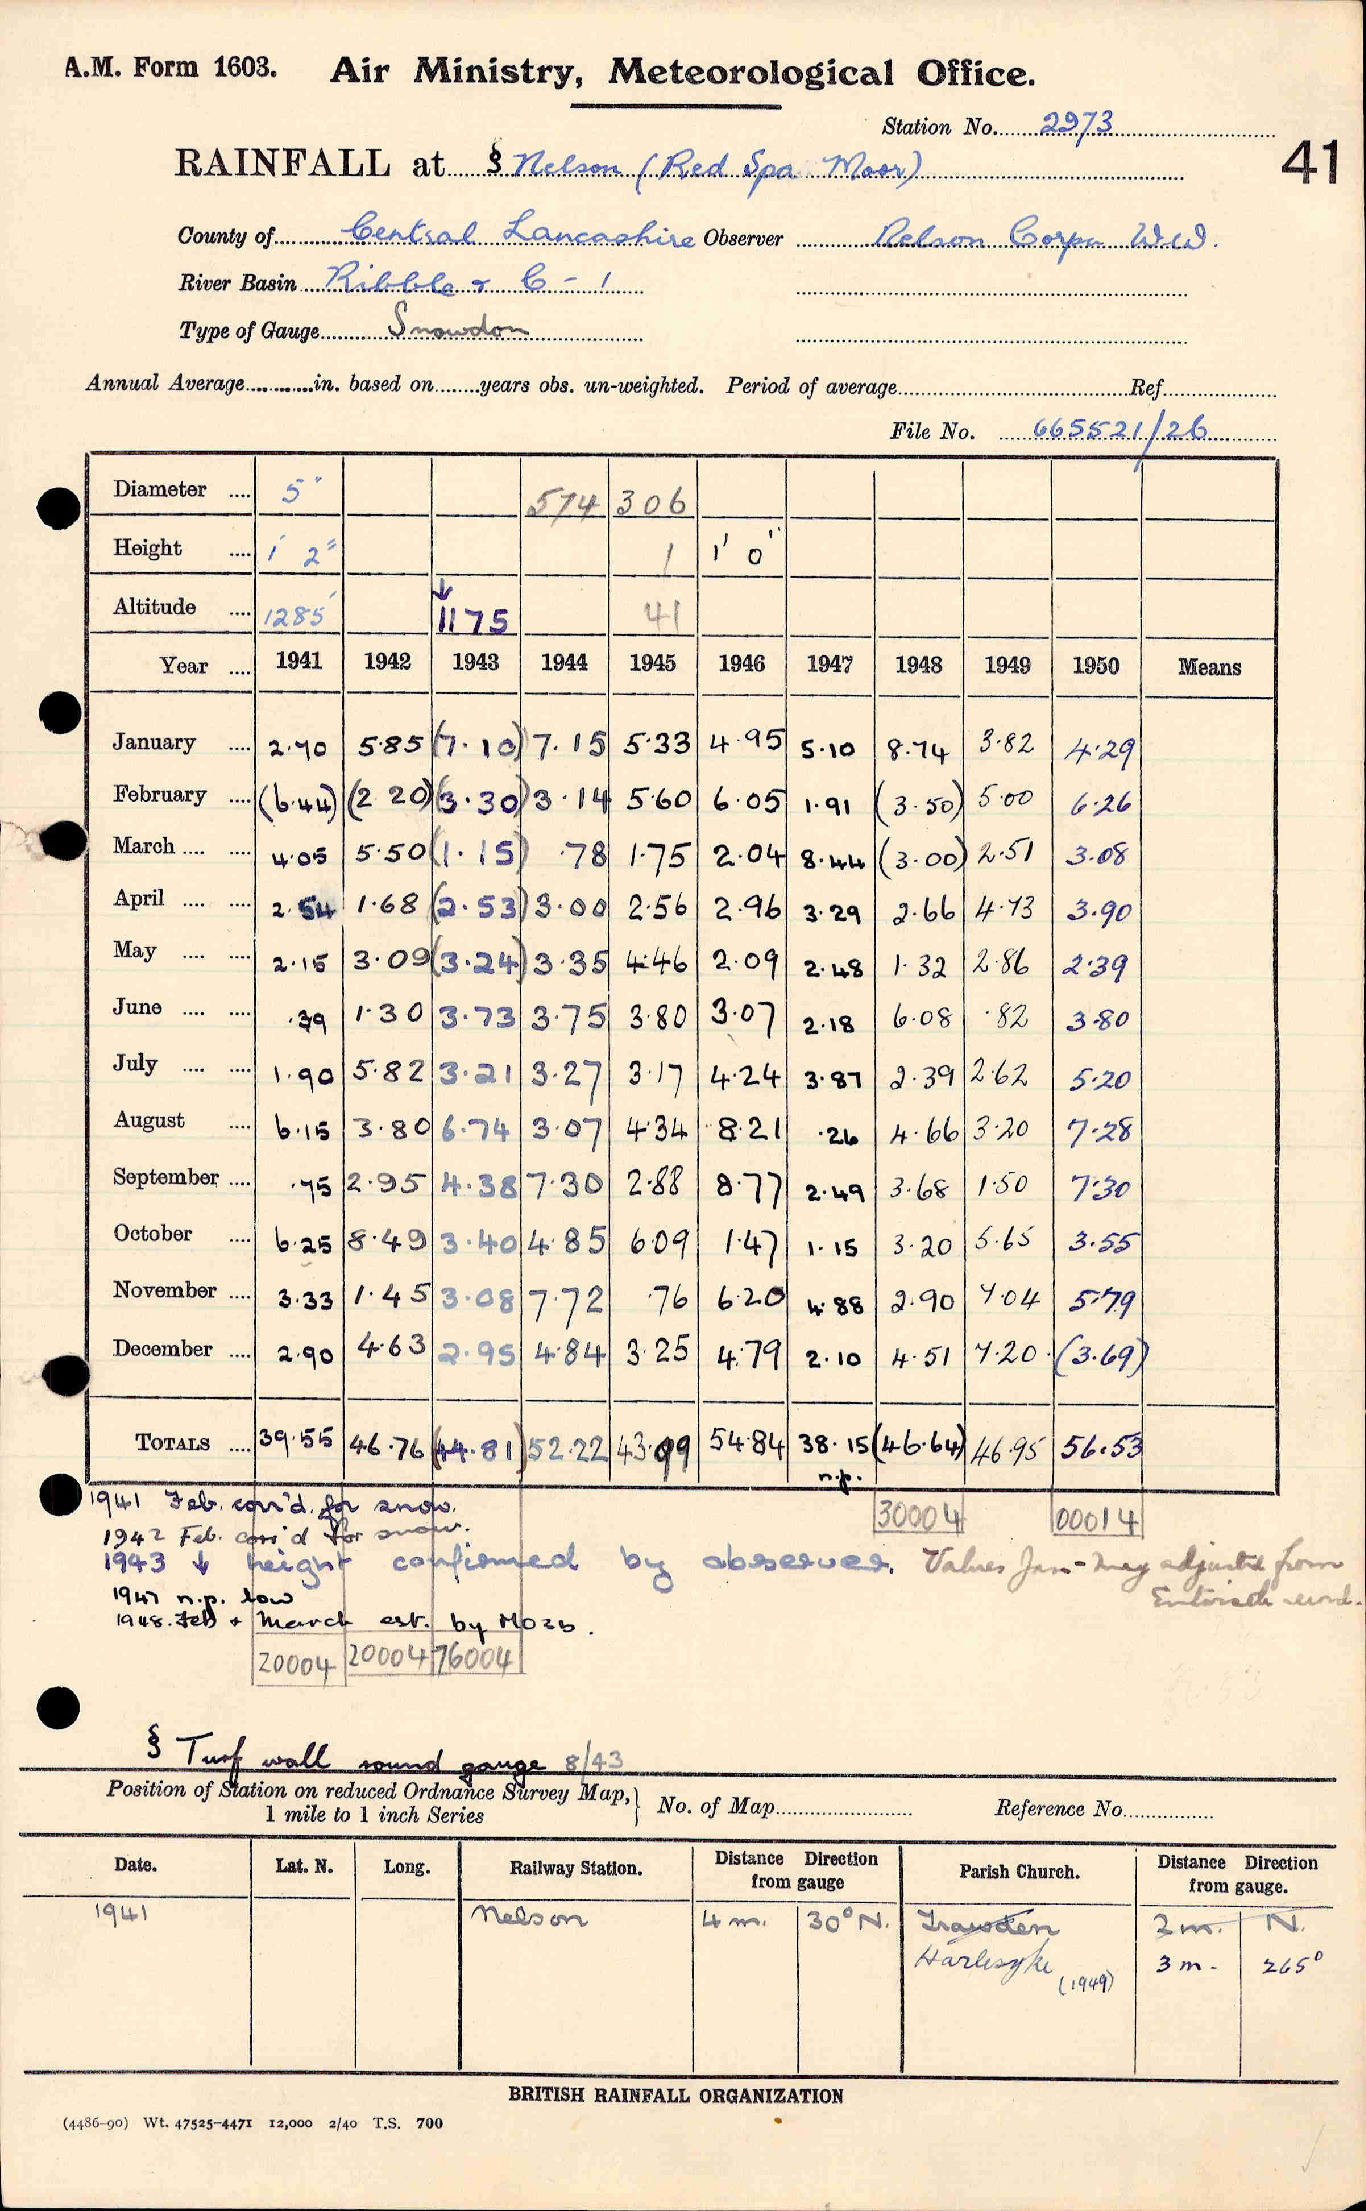 A.M. Form 1603. Air Ministry, Meteorological Office.
Station No. 2973
41
RAINFALL at § Nelson (Red Spa Moor)
County of Central Lancashire Observer Nelson Corpn W.W.
River Basin Ribble & C - 1
Type of Gauge Snowdon
Annual Average in. based on years obs. un-weighted. Period of average Ref.
File No. 665521/26
Diameter 5" 574 306
Height 1' 2" 1 1' 0"
Altitude 1285' ↓1175 41
Year 1941 1942 1943 1944 1945 1946 1947 1948 1949 1950 Means
January 2.70 5.85 (7.10) 7.15 5.33 4.95 5.10 8.74 3.82 4.29
February (6.44) (2.20) (3.30) 3.14 5.60 6.05 1.91 (3.50) 5.00 6.26
March 4.05 5.50 (1.15) .78 1.75 2.04 8.44 (3.00) 2.51 3.08
April 2.54 1.68 (2.53) 3.00 2.56 2.96 3.29 2.66 4.73 3.90
May 2.15 3.09 (3.24) 3.35 4.46 2.09 2.48 1.32 2.86 2.39
June .39 1.30 3.73 3.75 3.80 3.07 2.18 6.08 .82 3.80
July 1.90 5.82 3.21 3.27 3.17 4.24 3.87 2.39 2.62 5.20
August 6.15 3.80 6.74 3.07 4.34 8.21 .26 4.66 3.20 7.28
September .75 2.95 4.38 7.30 2.88 8.77 2.49 3.68 1.50 7.30
October 6.25 8.49 3.40 4.85 6.09 1.47 1.15 3.20 5.65 3.55
November 3.33 1.45 3.08 7.72 .76 6.20 4.88 2.90 7.04 5.79
December 2.90 4.63 2.95 4.84 3.25 4.79 2.10 4.51 7.20 (3.69)
TOTALS 39.55 46.76 (44.81) 52.22 43.99 54.84 38.15 (46.64) 46.95 56.53
n.p.
1941 Feb. corr'd. for snow.
30004 00014
1942 Feb. corr'd for snow.
1943 ↓ height confirmed by observer. Values Jan-May adjusted from
Entwisle record.
1947 n.p. low
1948. Feb & March est. by MO3b.
20004 20004 76004
§ Turf wall round gauge 8/43
Position of Station on reduced Ordnance Survey Map, 1 mile to 1 inch Series } No. of Map Reference No.
Date. Lat. N. Long. Railway Station. Distance Direction from gauge Parish Church. Distance Direction from gauge.
1941 Nelson 4 m. 30° N. Trawden 2 m. N.
Harlesyke (1949) 3 m. 265°
BRITISH RAINFALL ORGANIZATION
(4486-90) Wt. 47525-4471 12,000 2/40 T.S. 700